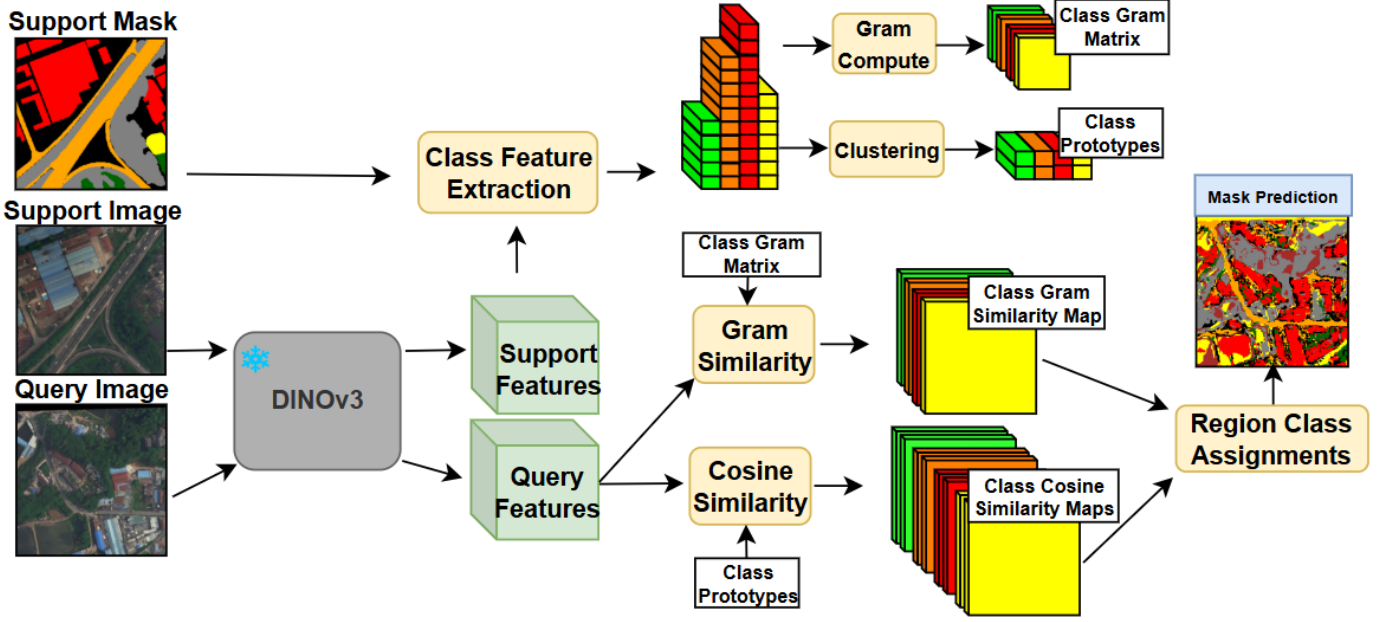 Support Mask
Class Feature
Extraction
Gram
Compute
Class Gram
Matrix
Clustering
Class
Prototypes
Support Image
Query Image
DINOv3
Support
Features
Query
Features
Class Gram
Matrix
Gram
Similarity
Class Gram
Similarity Map
Cosine
Similarity
Class
Prototypes
Class Cosine
Similarity Maps
Mask Prediction
Region Class
Assignments